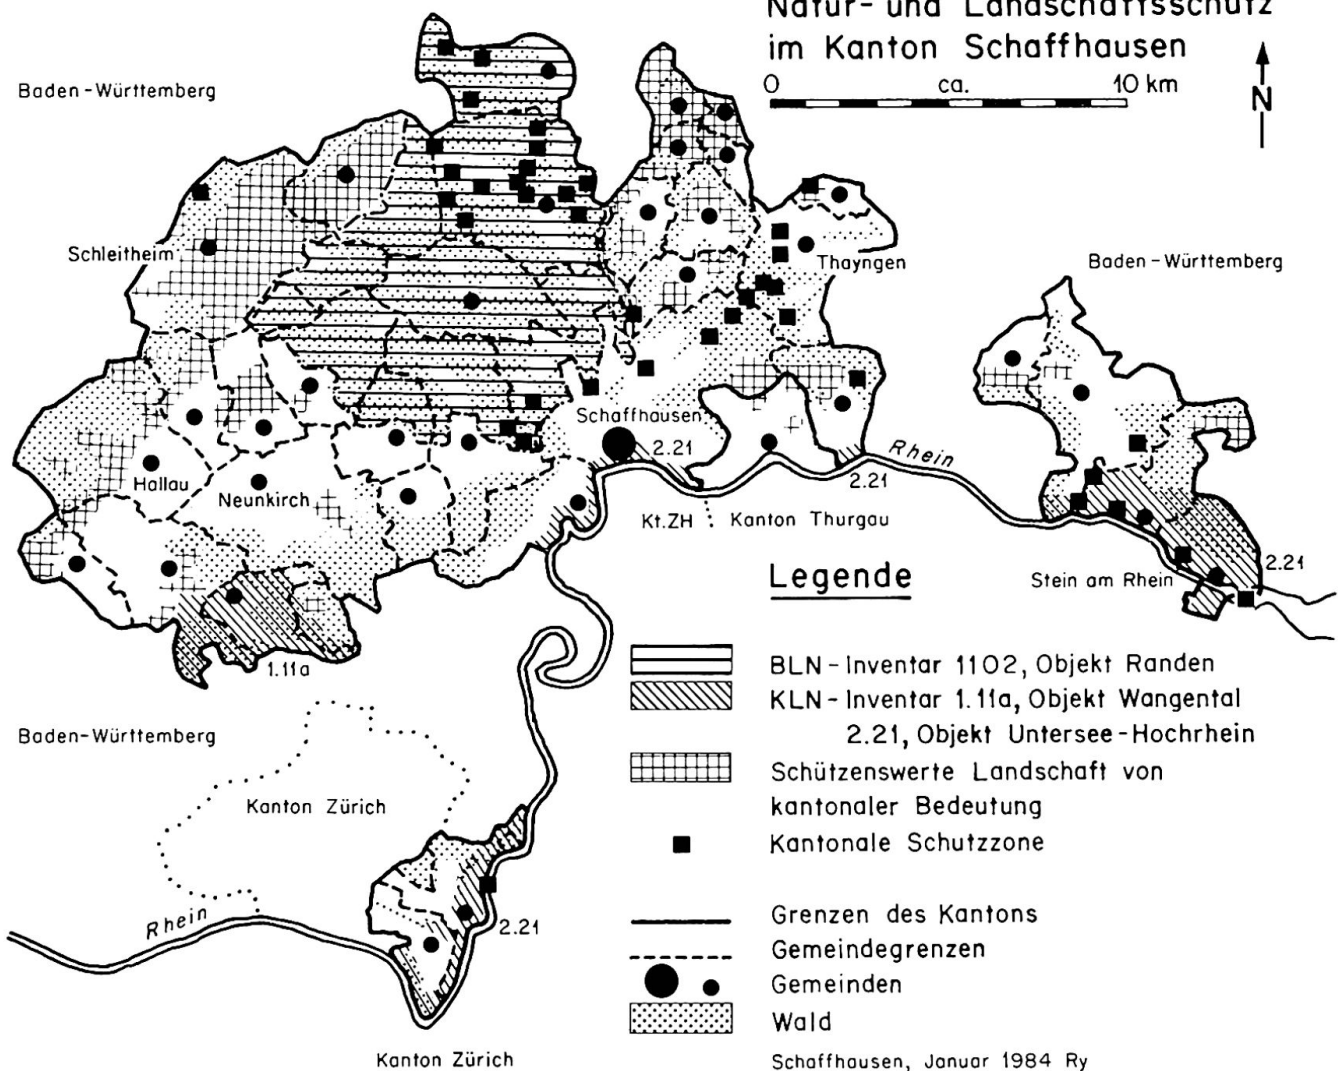 Natur- und Landschaftsschutz
im Kanton Schaffhausen
0 ca. 10 km
N
Baden-Württemberg
Schleitheim
Thayngen
Baden-Württemberg
Schaffhausen
2.21
Rhein
2.21
Hallau
Neunkirch
Kt.ZH
Kanton Thurgau
Stein am Rhein
2.21
1.11a
Baden-Württemberg
Kanton Zürich
Rhein
2.21
Kanton Zürich
Legende
BLN-Inventar 1102, Objekt Randen
KLN-Inventar 1.11a, Objekt Wangental
2.21, Objekt Untersee-Hochrhein
Schützenswerte Landschaft von
kantonaler Bedeutung
Kantonale Schutzzone
Grenzen des Kantons
Gemeindegrenzen
Gemeinden
Wald
Schaffhausen, Januar 1984 Ry